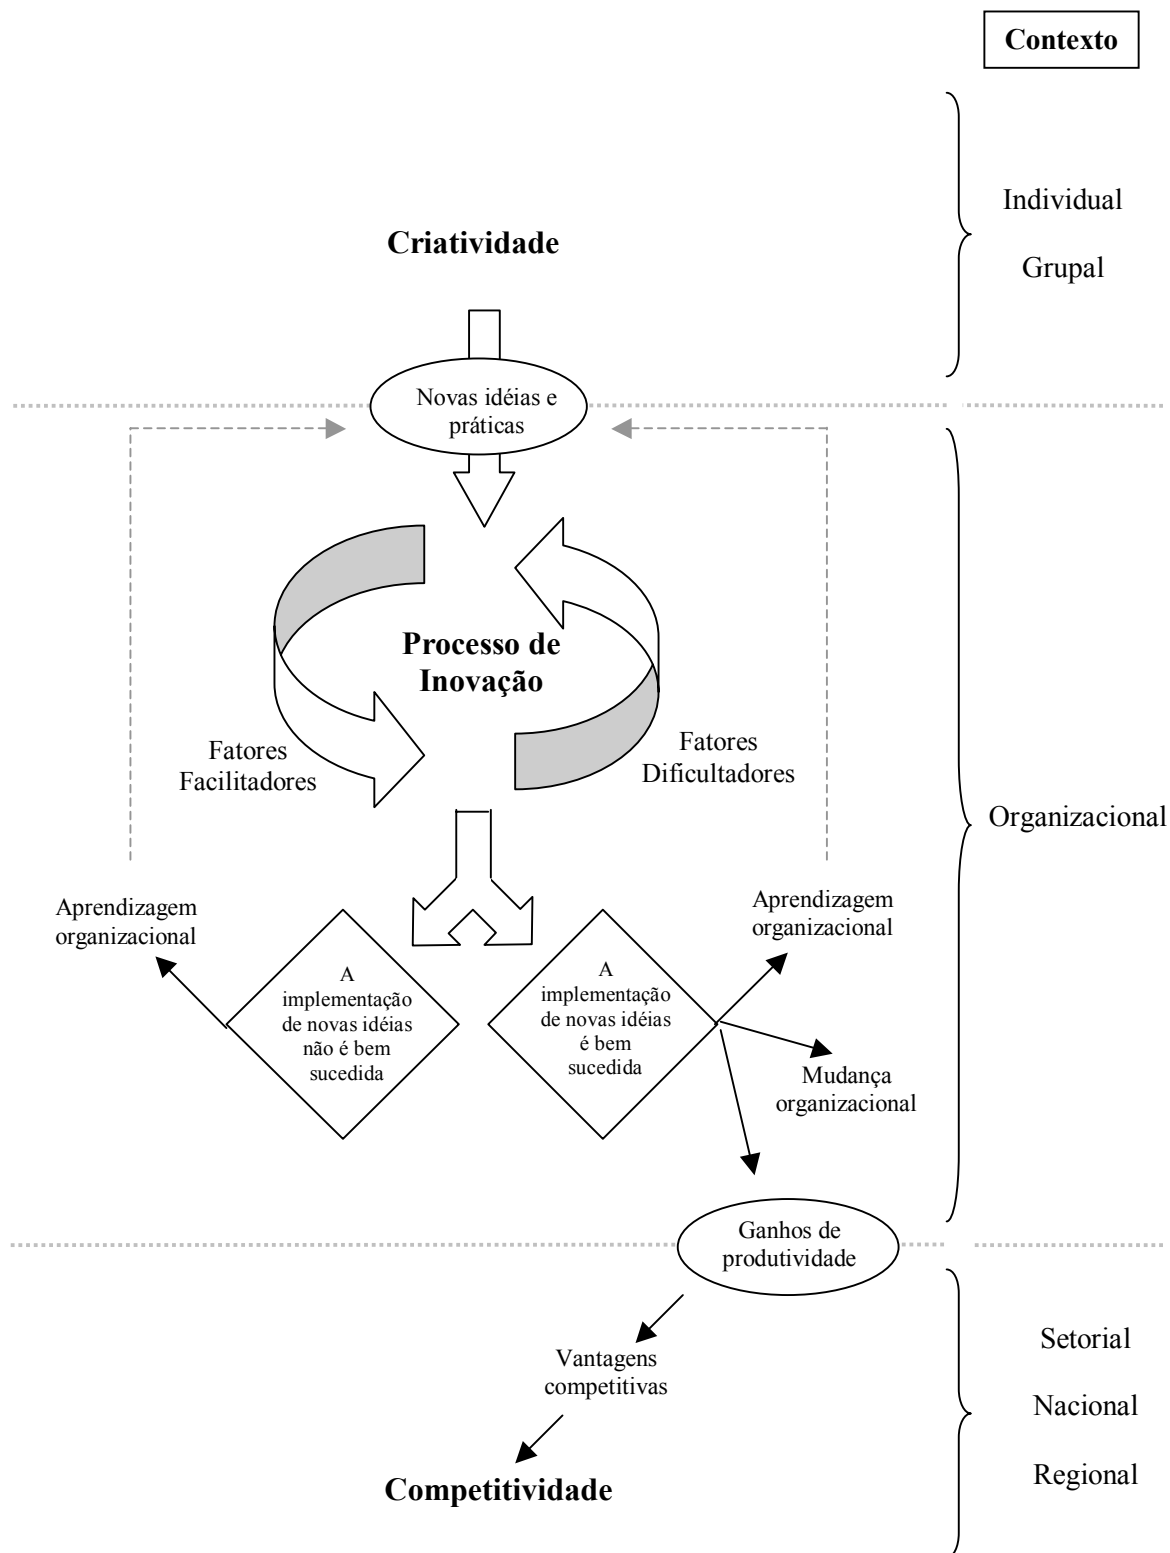 Contexto
Individual
Grupal
Criatividade
Novas idéias e
práticas
Processo de
Inovação
Fatores
Facilitadores
Fatores
Dificultadores
Organizacional
Aprendizagem
organizacional
Aprendizagem
organizacional
A
implementação
de novas idéias
não é bem
sucedida
A
implementação
de novas idéias
é bem
sucedida
Mudança
organizacional
Ganhos de
produtividade
Vantagens
competitivas
Competitividade
Setorial
Nacional
Regional